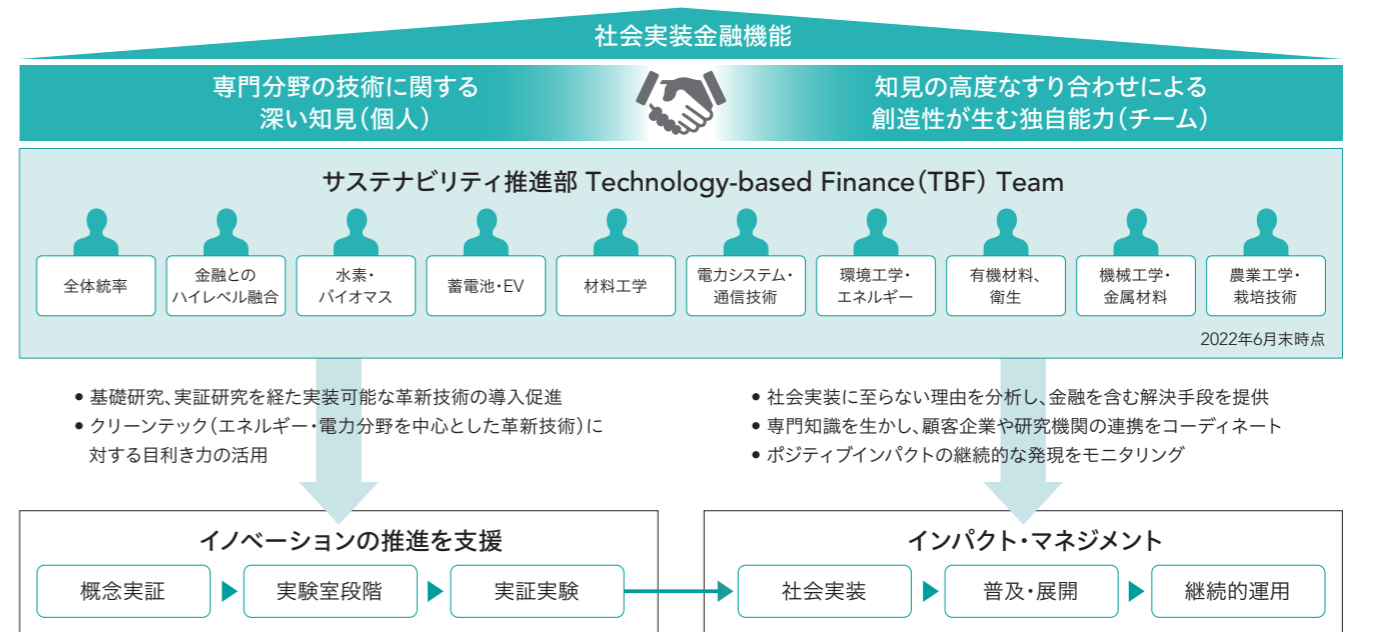 社会実装金融機能
専門分野の技術に関する
深い知見（個人）
知見の高度なすり合わせによる
創造性が生む独自能力（チーム）
サステナビリティ推進部 Technology-based Finance（TBF） Team
全体統率
金融との
ハイレベル融合
水素・
バイオマス
蓄電池・EV
材料工学
電力システム・
通信技術
環境工学・
エネルギー
有機材料、
衛生
機械工学・
金属材料
農業工学・
栽培技術
2022年6月末時点
● 基礎研究、実証研究を経た実装可能な革新技術の導入促進
● クリーンテック（エネルギー・電力分野を中心とした革新技術）に
対する目利き力の活用
● 社会実装に至らない理由を分析し、金融を含む解決手段を提供
● 専門知識を生かし、顧客企業や研究機関の連携をコーディネート
● ポジティブインパクトの継続的な発現をモニタリング
イノベーションの推進を支援
概念実証
実験室段階
実証実験
インパクト・マネジメント
社会実装
普及・展開
継続的運用